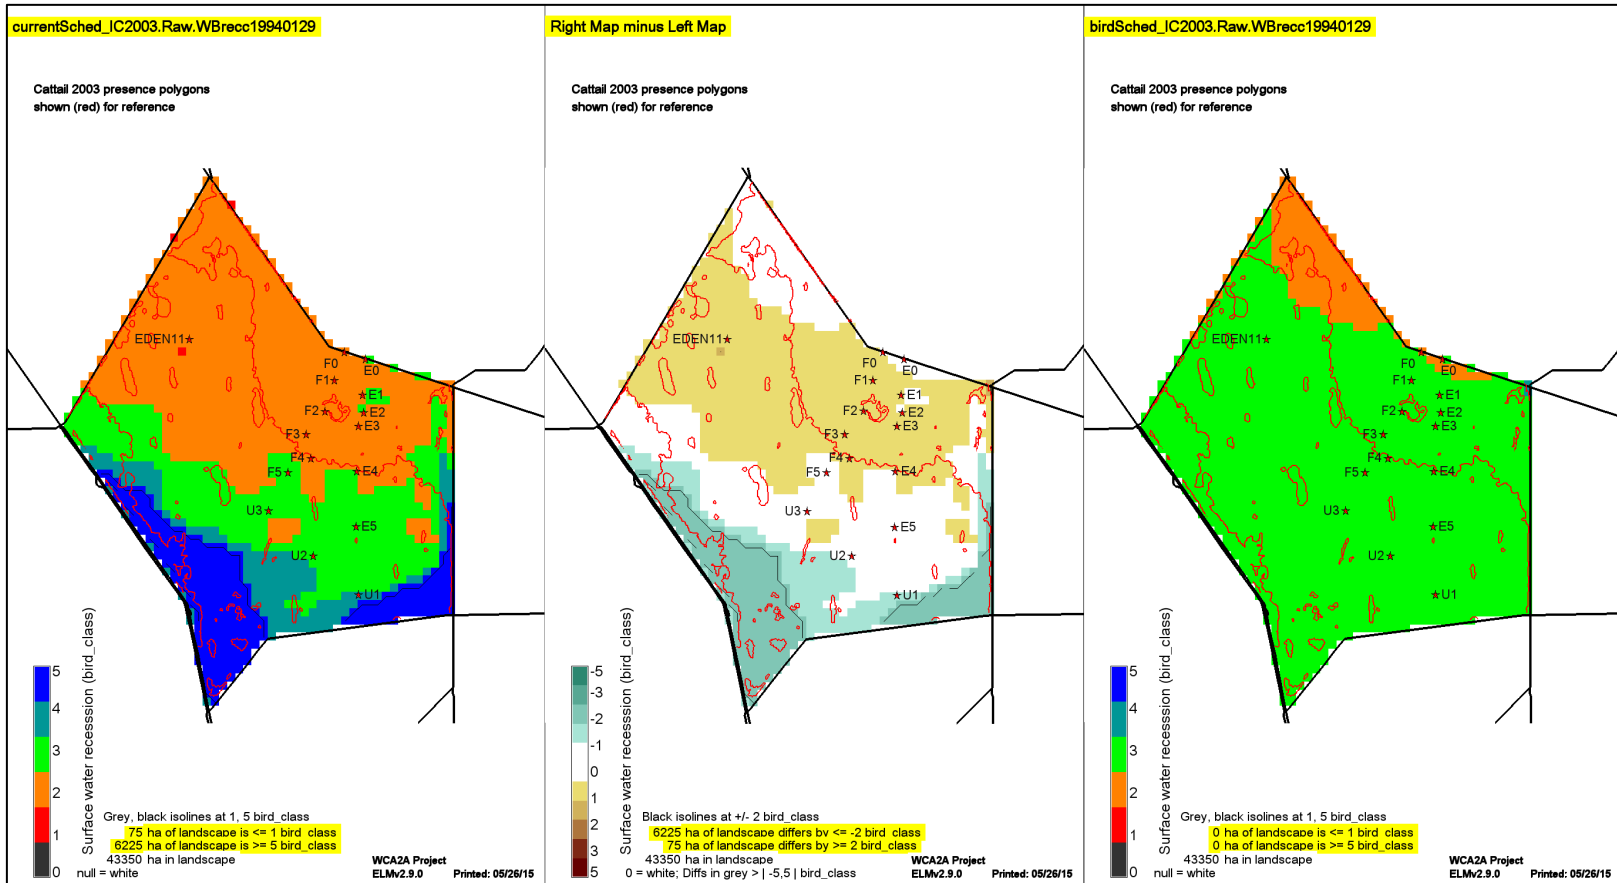 currentSched_IC2003.Raw.WBrecc19940129
Cattail 2003 presence polygons
shown (red) for reference
EDEN11
F0
E0
F1
E1
F2
E2
E3
F3
F4
F5
E4
U3
E5
U2
U1
5
4
3
2
1
0
Surface water recesssion (bird_class)
Grey, black isolines at 1, 5 bird_class
75 ha of landscape is <= 1 bird_class
6225 ha of landscape is >= 5 bird_class
43350 ha in landscape
null = white
WCA2A Project
ELMv2.9.0 Printed: 05/26/15
Right Map minus Left Map
Cattail 2003 presence polygons
shown (red) for reference
EDEN11
F0
E0
F1
E1
F2
E2
E3
F3
F4
F5
E4
U3
E5
U2
U1
-5
-3
-2
-1
0
1
2
3
5
Surface water recesssion (bird_class)
Black isolines at +/- 2 bird_class
6225 ha of landscape differs by <= -2 bird_class
75 ha of landscape differs by >= 2 bird_class
43350 ha in landscape
0 = white; Diffs in grey > | -5,5 | bird_class
WCA2A Project
ELMv2.9.0 Printed: 05/26/15
birdSched_IC2003.Raw.WBrecc19940129
Cattail 2003 presence polygons
shown (red) for reference
EDEN11
F0
E0
F1
E1
F2
E2
E3
F3
F4
F5
E4
U3
E5
U2
U1
5
4
3
2
1
0
Surface water recesssion (bird_class)
Grey, black isolines at 1, 5 bird_class
0 ha of landscape is <= 1 bird_class
0 ha of landscape is >= 5 bird_class
43350 ha in landscape
null = white
WCA2A Project
ELMv2.9.0 Printed: 05/26/15